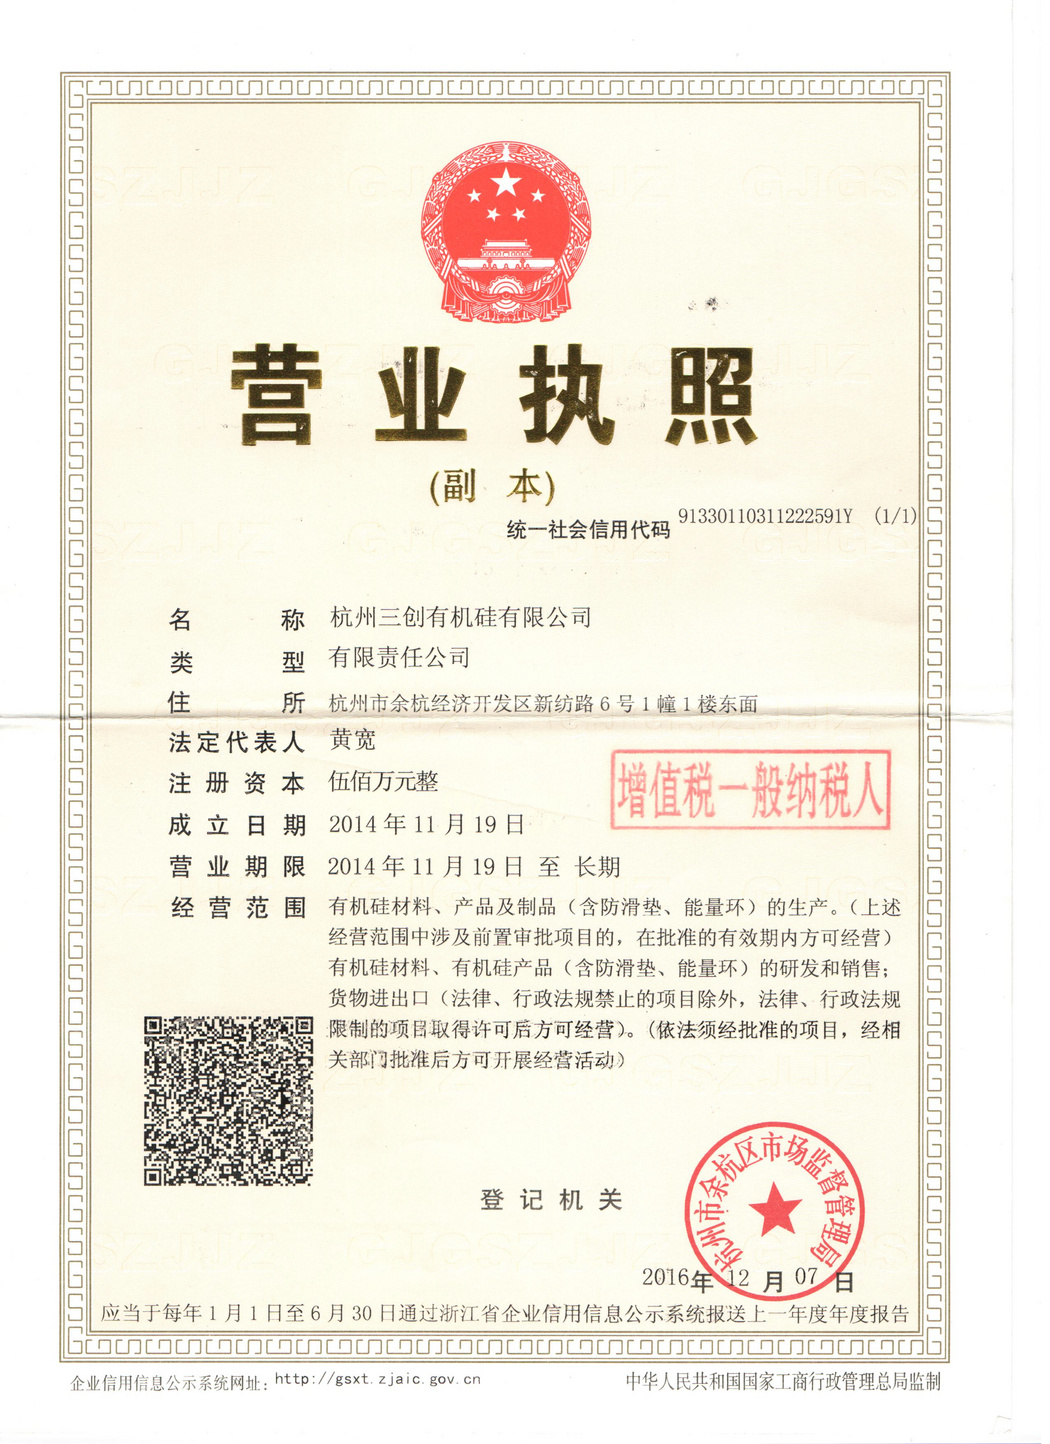 营业执照
(副 本)
统一社会信用代码 91330110311222591Y (1/1)
名称 杭州三创有机硅有限公司
类型 有限责任公司
住所 杭州市余杭经济开发区新纺路6号1幢1楼东面
法定代表人 黄宽
注册资本 伍佰万元整
增值税一般纳税人
成立日期 2014年11月19日
营业期限 2014年11月19日 至 长期
经营范围 有机硅材料、产品及制品（含防滑垫、能量环）的生产。（上述
经营范围中涉及前置审批项目的，在批准的有效期内方可经营）
有机硅材料、有机硅产品（含防滑垫、能量环）的研发和销售；
货物进出口（法律、行政法规禁止的项目除外，法律、行政法规
限制的项目取得许可后方可经营）。（依法须经批准的项目，经相
关部门批准后方可开展经营活动）
杭州市余杭区市场监督管理局
登记机关
2016年12月07日
应当于每年1月1日至6月30日通过浙江省企业信用信息公示系统报送上一年度年度报告
企业信用信息公示系统网址：http://gsxt.zjaic.gov.cn
中华人民共和国国家工商行政管理总局监制